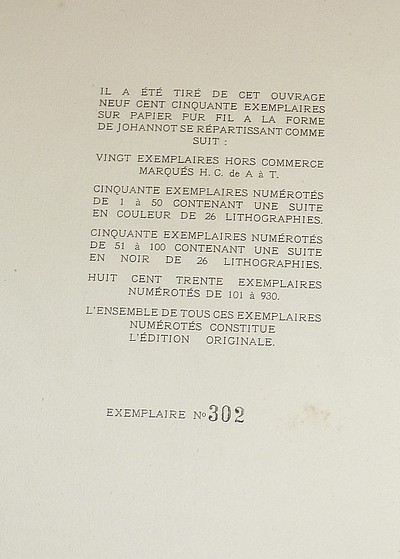 IL A ÉTÉ TIRÉ DE CET OUVRAGE
NEUF CENT CINQUANTE EXEMPLAIRES
SUR PAPIER PUR FIL A LA FORME
DE JOHANNOT SE RÉPARTISSANT COMME
SUIT :
VINGT EXEMPLAIRES HORS COMMERCE
MARQUÉS H. C. de A à T.
CINQUANTE EXEMPLAIRES NUMÉROTÉS
DE 1 à 50 CONTENANT UNE SUITE
EN COULEUR DE 26 LITHOGRAPHIES.
CINQUANTE EXEMPLAIRES NUMÉROTÉS
DE 51 à 100 CONTENANT UNE SUITE
EN NOIR DE 26 LITHOGRAPHIES.
HUIT CENT TRENTE EXEMPLAIRES
NUMÉROTÉS DE 101 à 930.
L'ENSEMBLE DE TOUS CES EXEMPLAIRES
NUMÉROTÉS CONSTITUE
L'ÉDITION ORIGINALE.
EXEMPLAIRE No 302